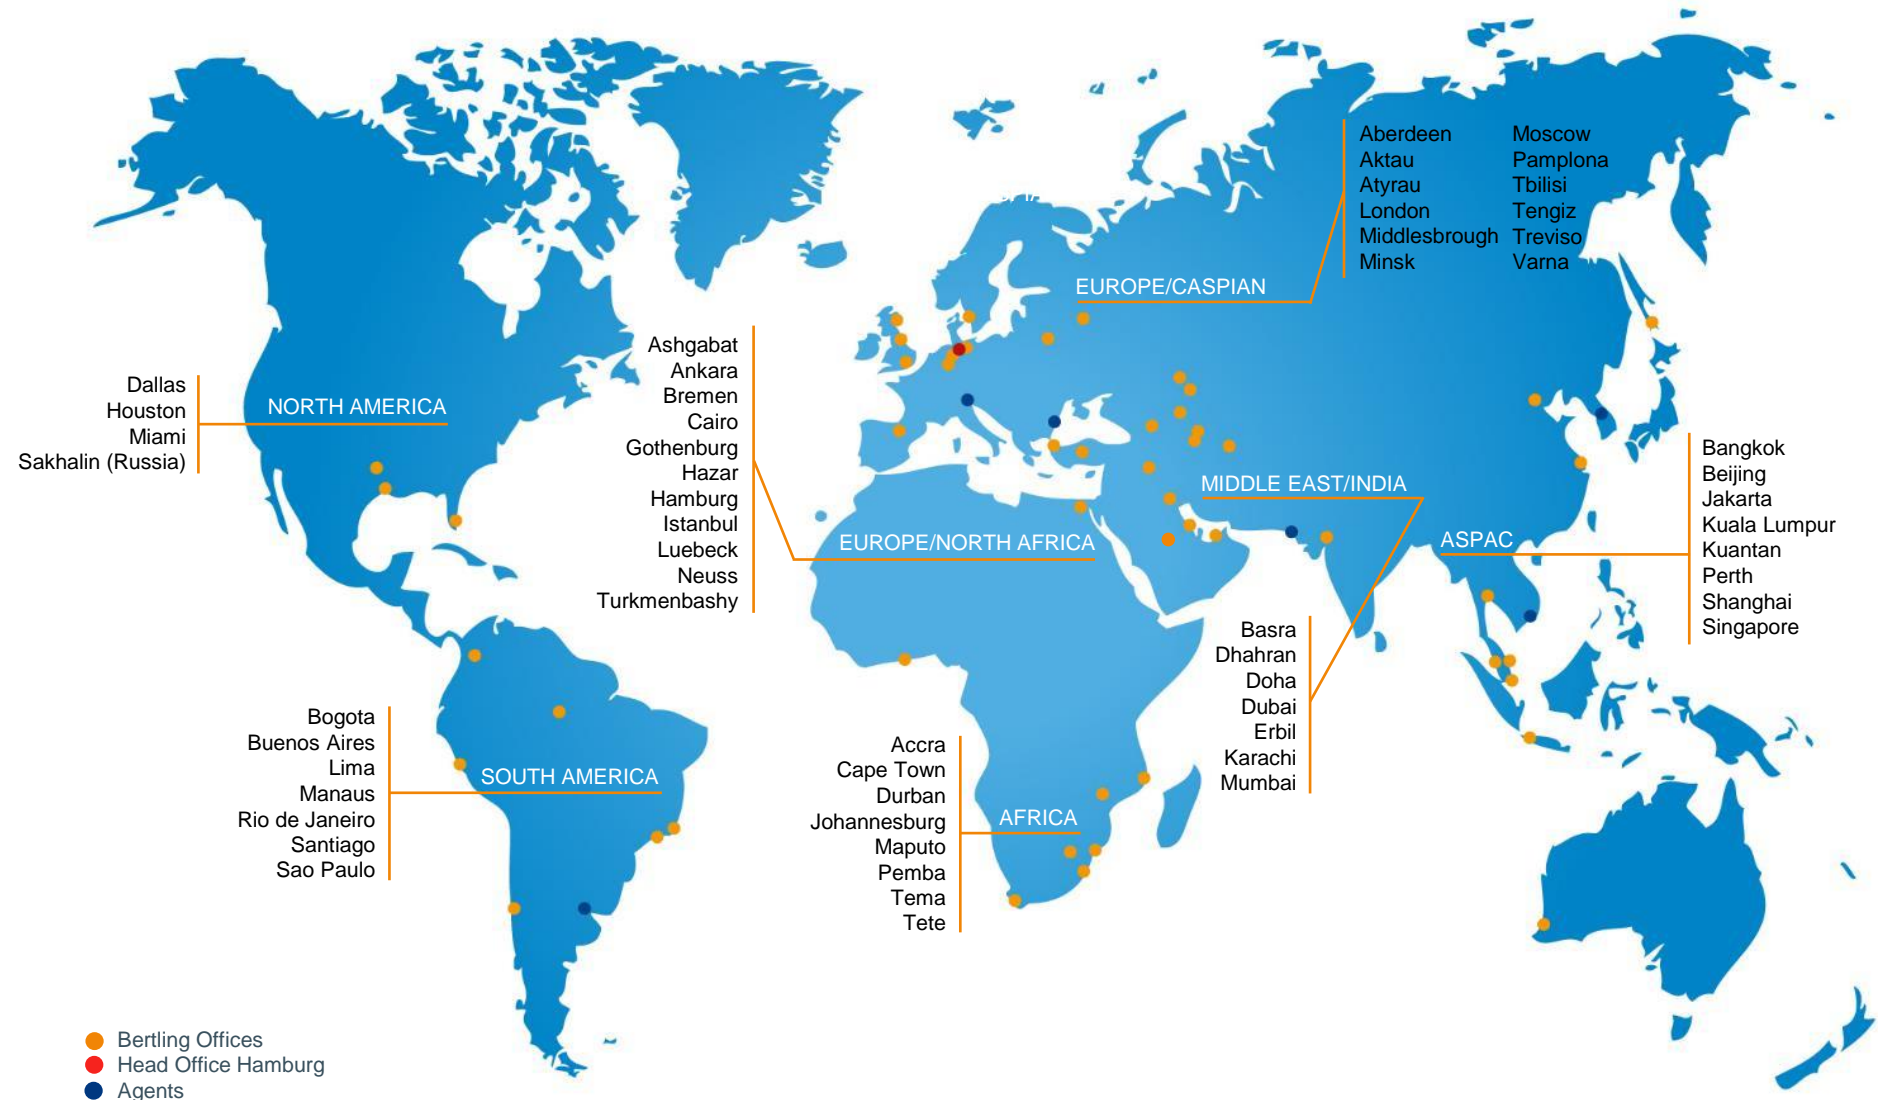 Aberdeen
Aktau
Atyrau
London
Middlesbrough
Minsk
Moscow
Pamplona
Tbilisi
Tengiz
Treviso
Varna
EUROPE/CASPIAN
Dallas
Houston
Miami
Sakhalin (Russia)
NORTH AMERICA
Ashgabat
Ankara
Bremen
Cairo
Gothenburg
Hazar
Hamburg
Istanbul
Luebeck
Neuss
Turkmenbashy
EUROPE/NORTH AFRICA
MIDDLE EAST/INDIA
Basra
Dhahran
Doha
Dubai
Erbil
Karachi
Mumbai
ASPAC
Bangkok
Beijing
Jakarta
Kuala Lumpur
Kuantan
Perth
Shanghai
Singapore
Bogota
Buenos Aires
Lima
Manaus
Rio de Janeiro
Santiago
Sao Paulo
SOUTH AMERICA
Accra
Cape Town
Durban
Johannesburg
Maputo
Pemba
Tema
Tete
AFRICA
Bertling Offices
Head Office Hamburg
Agents